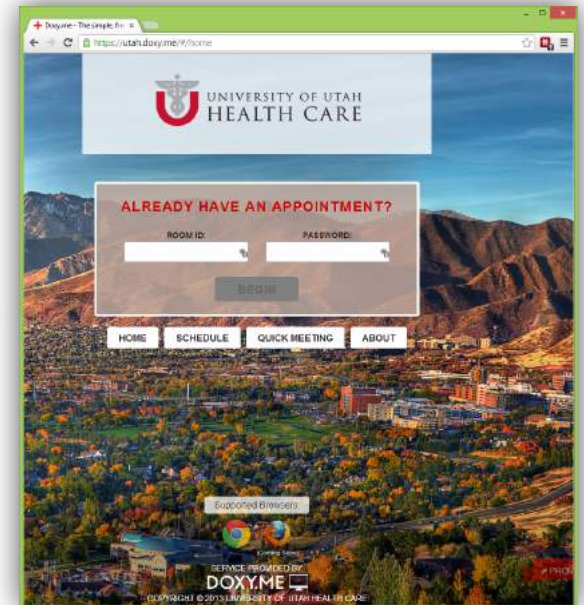 Doxy.me - The simple, fre
https://utah.doxy.me/#/home
UNIVERSITY OF UTAH
HEALTH CARE
ALREADY HAVE AN APPOINTMENT?
ROOM ID:
PASSWORD:
BEGIN
HOME
SCHEDULE
QUICK MEETING
ABOUT
Supported Browsers
(Coming Soon)
SERVICE PROVIDED BY
DOXY.ME
COPYRIGHT © 2013 UNIVERSITY OF UTAH HEALTH CARE